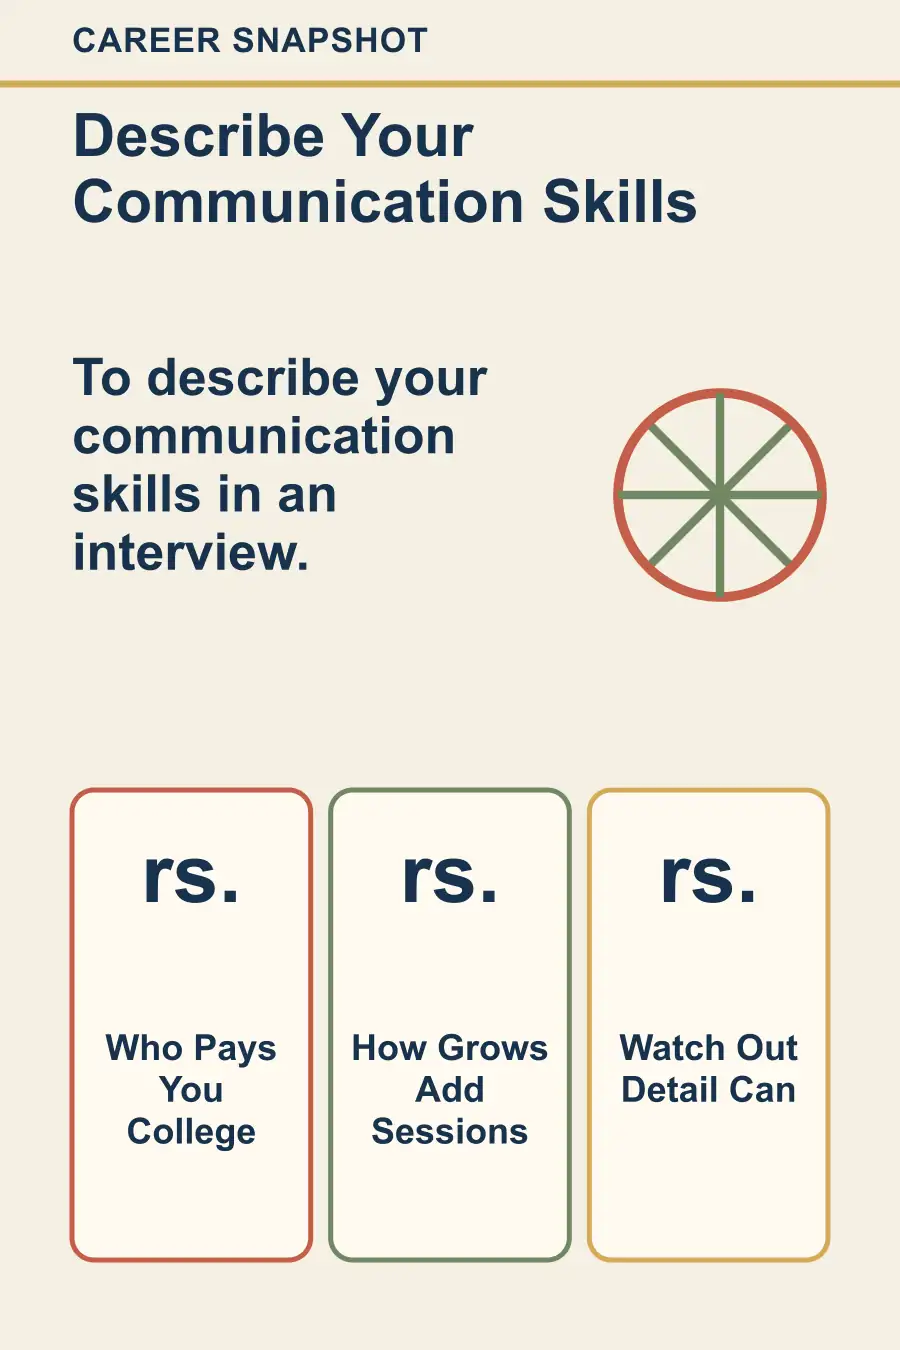 CAREER SNAPSHOT
Describe Your
Communication Skills
To describe your
communication
skills in an
interview.
rs.
Who Pays
You
College
rs.
How Grows
Add
Sessions
rs.
Watch Out
Detail Can